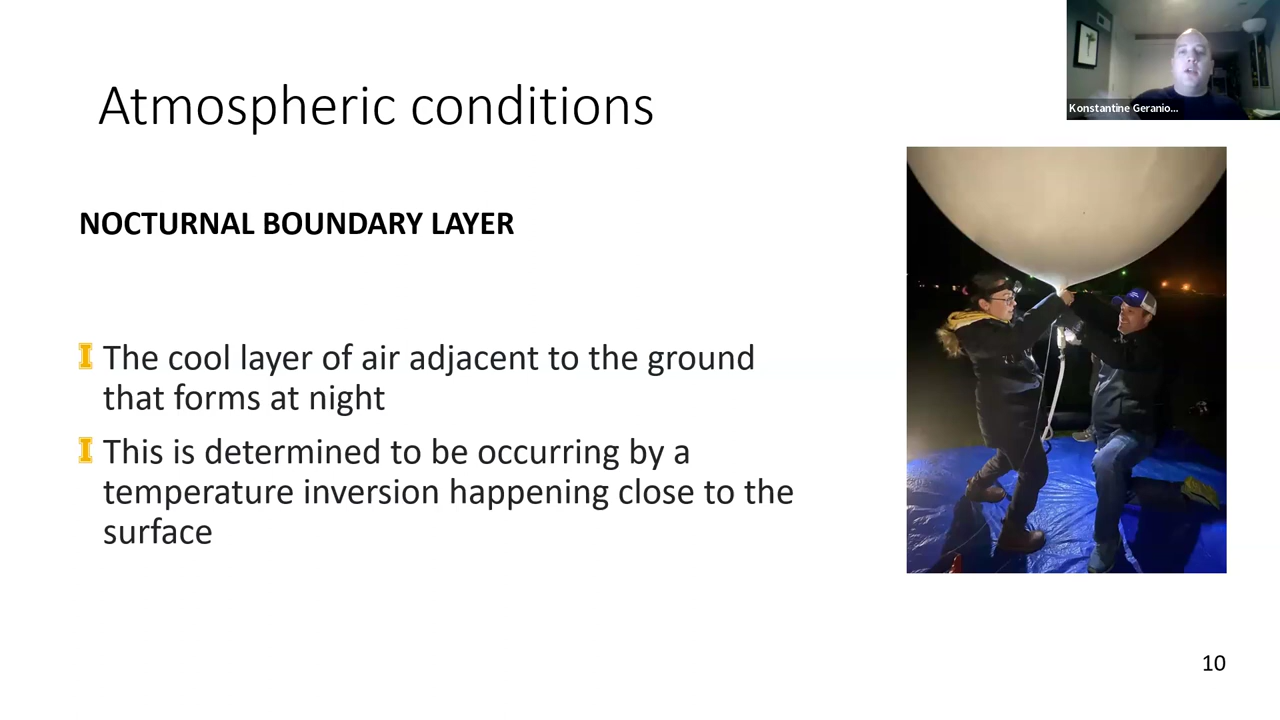 Konstantine Geranio...
Atmospheric conditions
NOCTURNAL BOUNDARY LAYER
The cool layer of air adjacent to the ground
that forms at night
This is determined to be occurring by a
temperature inversion happening close to the
surface
10